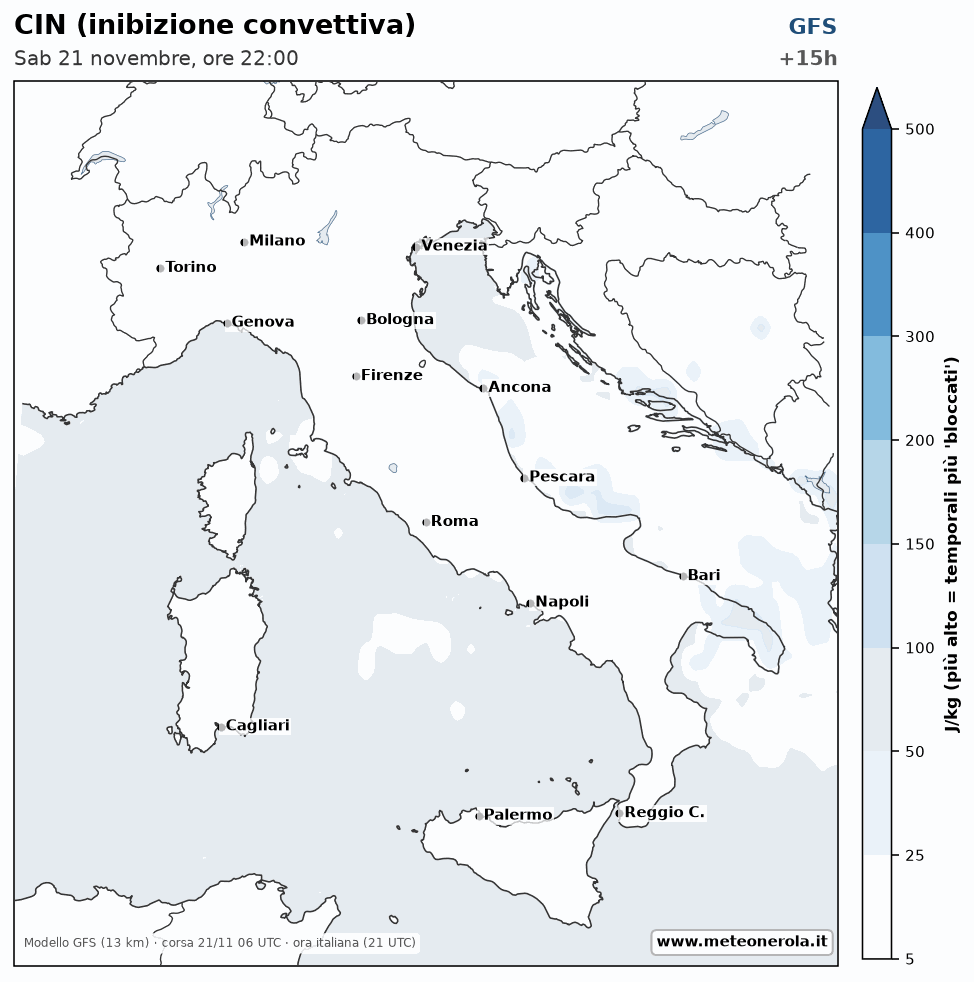 CIN (inibizione convettiva)
GFS
Sab 21 novembre, ore 22:00
+15h
Milano
Venezia
Torino
Genova
Bologna
Firenze
Ancona
Pescara
Roma
Bari
Napoli
Cagliari
Palermo
Reggio C.
500
400
300
200
150
100
50
25
5
J/kg (più alto = temporali più 'bloccati')
Modello GFS (13 km) · corsa 21/11 06 UTC · ora italiana (21 UTC)
www.meteonerola.it